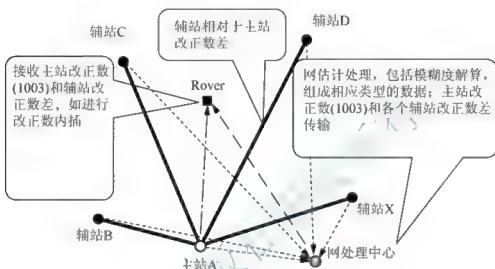 辅站C
辅站相对于主站
改正数差
辅站D
接收主站改正数
(1003)和辅站改
正数差，如进行
改正数内插
Rover
网估计处理，包括模糊度解算，
组成相应类型的数据；主站改
正数(1003)和各个辅站改正数差
传输
辅站B
辅站X
主站A
网处理中心